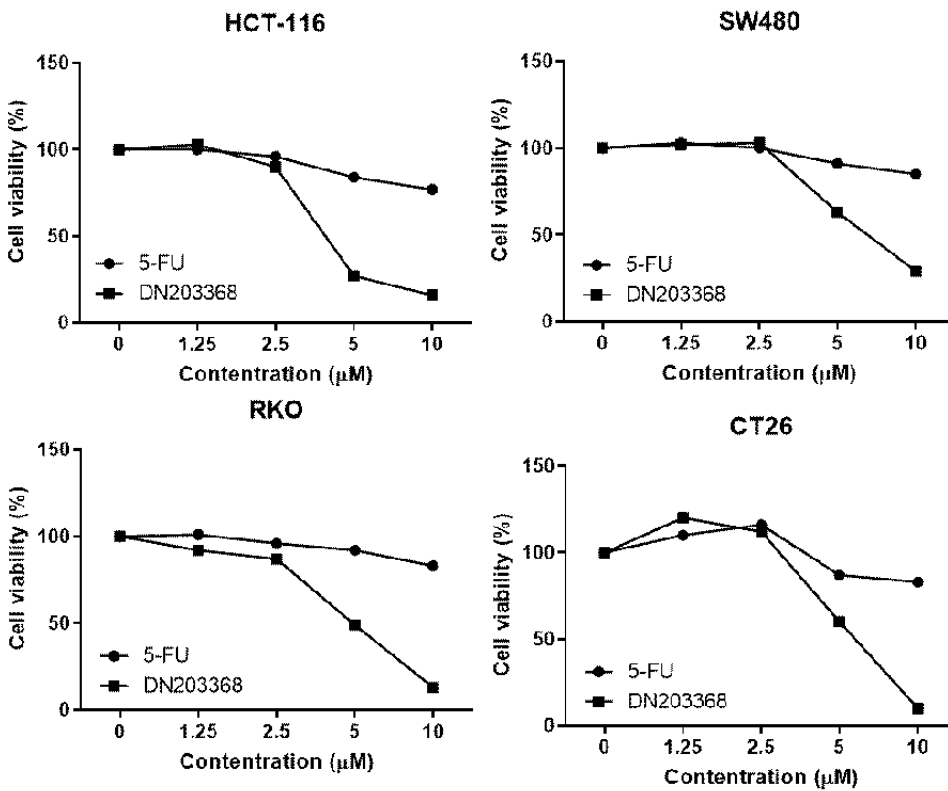 HCT-116
150
100
50
0
Cell viability (%)
5-FU
DN203368
0 1.25 2.5 5 10
Contentration (μM)
SW480
150
100
50
0
Cell viability (%)
5-FU
DN203368
0 1.25 2.5 5 10
Contentration (μM)
RKO
150
100
50
0
Cell viability (%)
5-FU
DN203368
0 1.25 2.5 5 10
Contentration (μM)
CT26
150
100
50
0
Cell viability (%)
5-FU
DN203368
0 1.25 2.5 5 10
Contentration (μM)